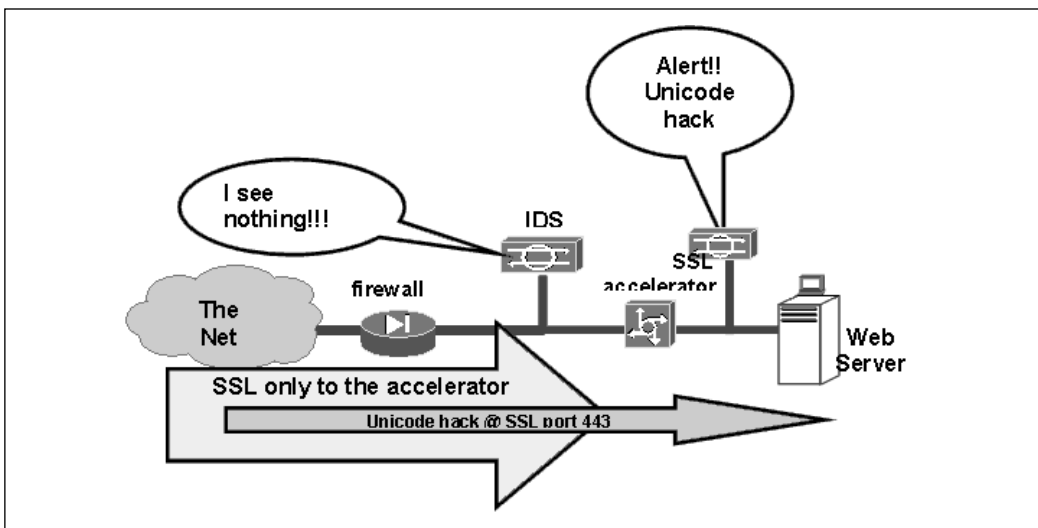 Alert!!
Unicode
hack
I see
nothing!!!
IDS
SSL
accelerator
firewall
The
Net
Web
Server
SSL only to the accelerator
Unicode hack @ SSL port 443